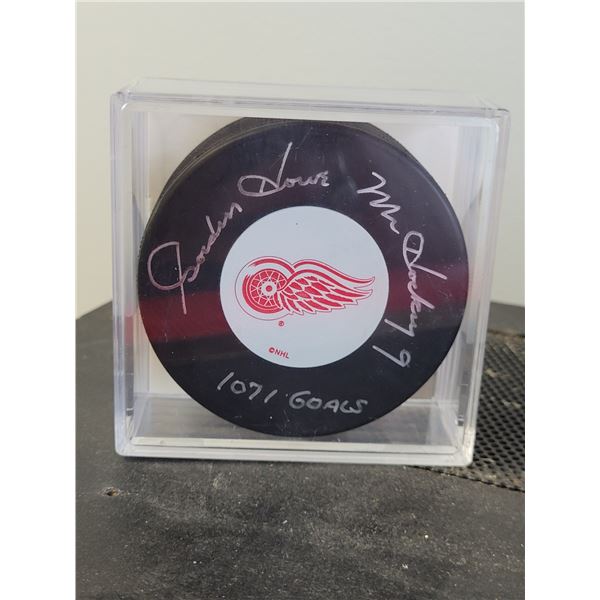 Gordie Howe
Mr Hockey 9
®
©NHL
1071 GOALS